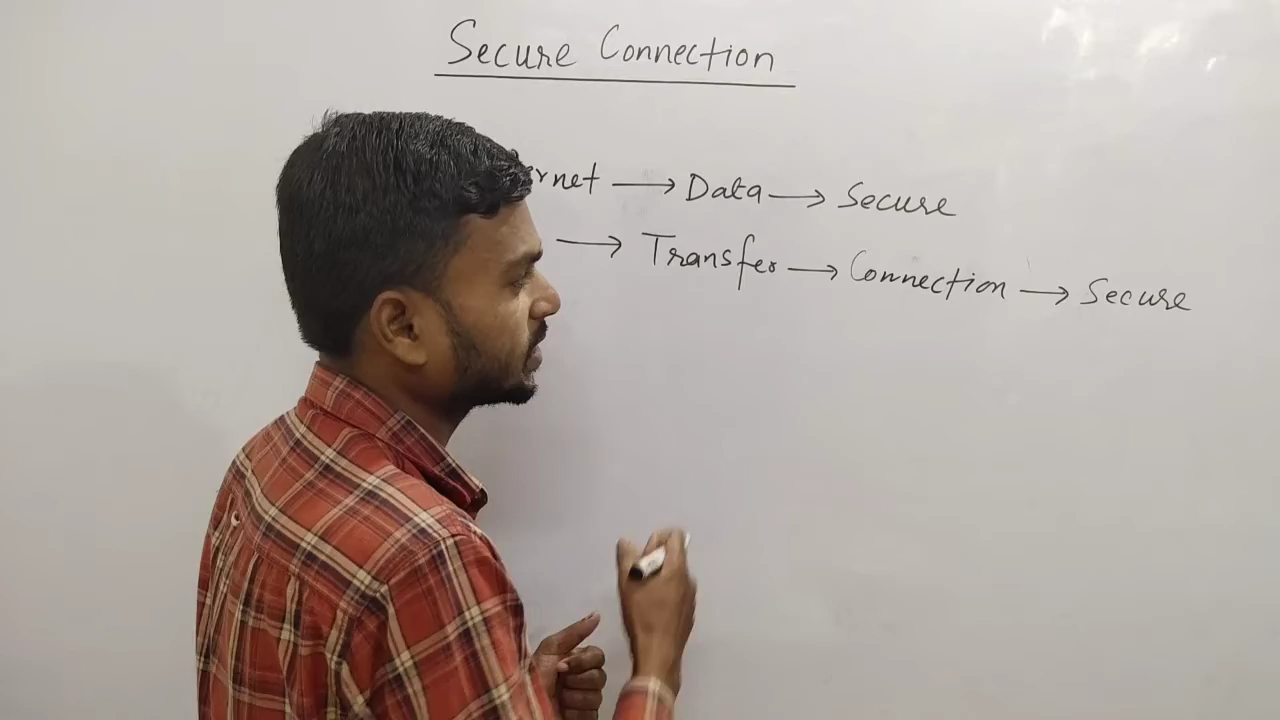 Secure Connection
rnet → Data → Secure
→ Transfer → Connection → Secure